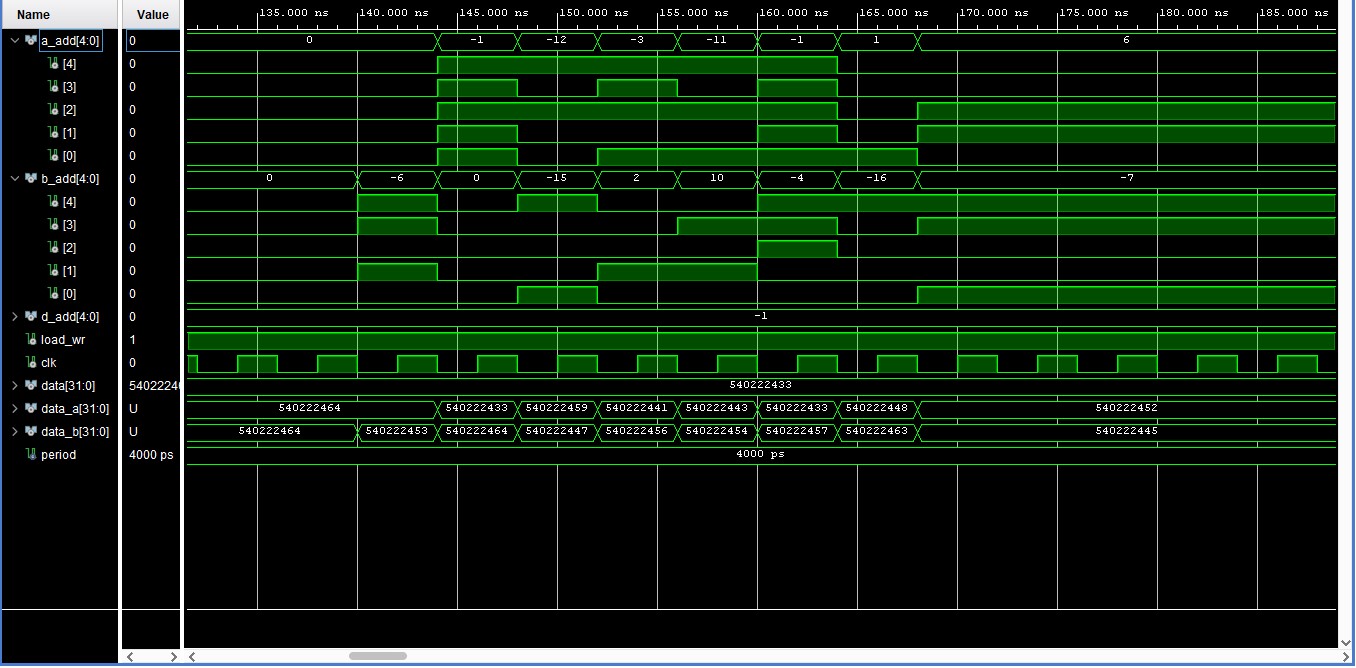 Name Value 135.000 ns 140.000 ns 145.000 ns 150.000 ns 155.000 ns 160.000 ns 165.000 ns 170.000 ns 175.000 ns 180.000 ns 185.000 ns
a_add[4:0] 0 0 -1 -12 -3 -11 -1 1 6
[4] 0
[3] 0
[2] 0
[1] 0
[0] 0
b_add[4:0] 0 0 -6 0 -15 2 10 -4 -16 -7
[4] 0
[3] 0
[2] 0
[1] 0
[0] 0
d_add[4:0] 0 -1
load_wr 1
clk 0
data[31:0] 54022246 540222433
data_a[31:0] U 540222464 540222433 540222459 540222441 540222443 540222433 540222448 540222452
data_b[31:0] U 540222464 540222453 540222464 540222447 540222456 540222454 540222457 540222463 540222445
period 4000 ps 4000 ps